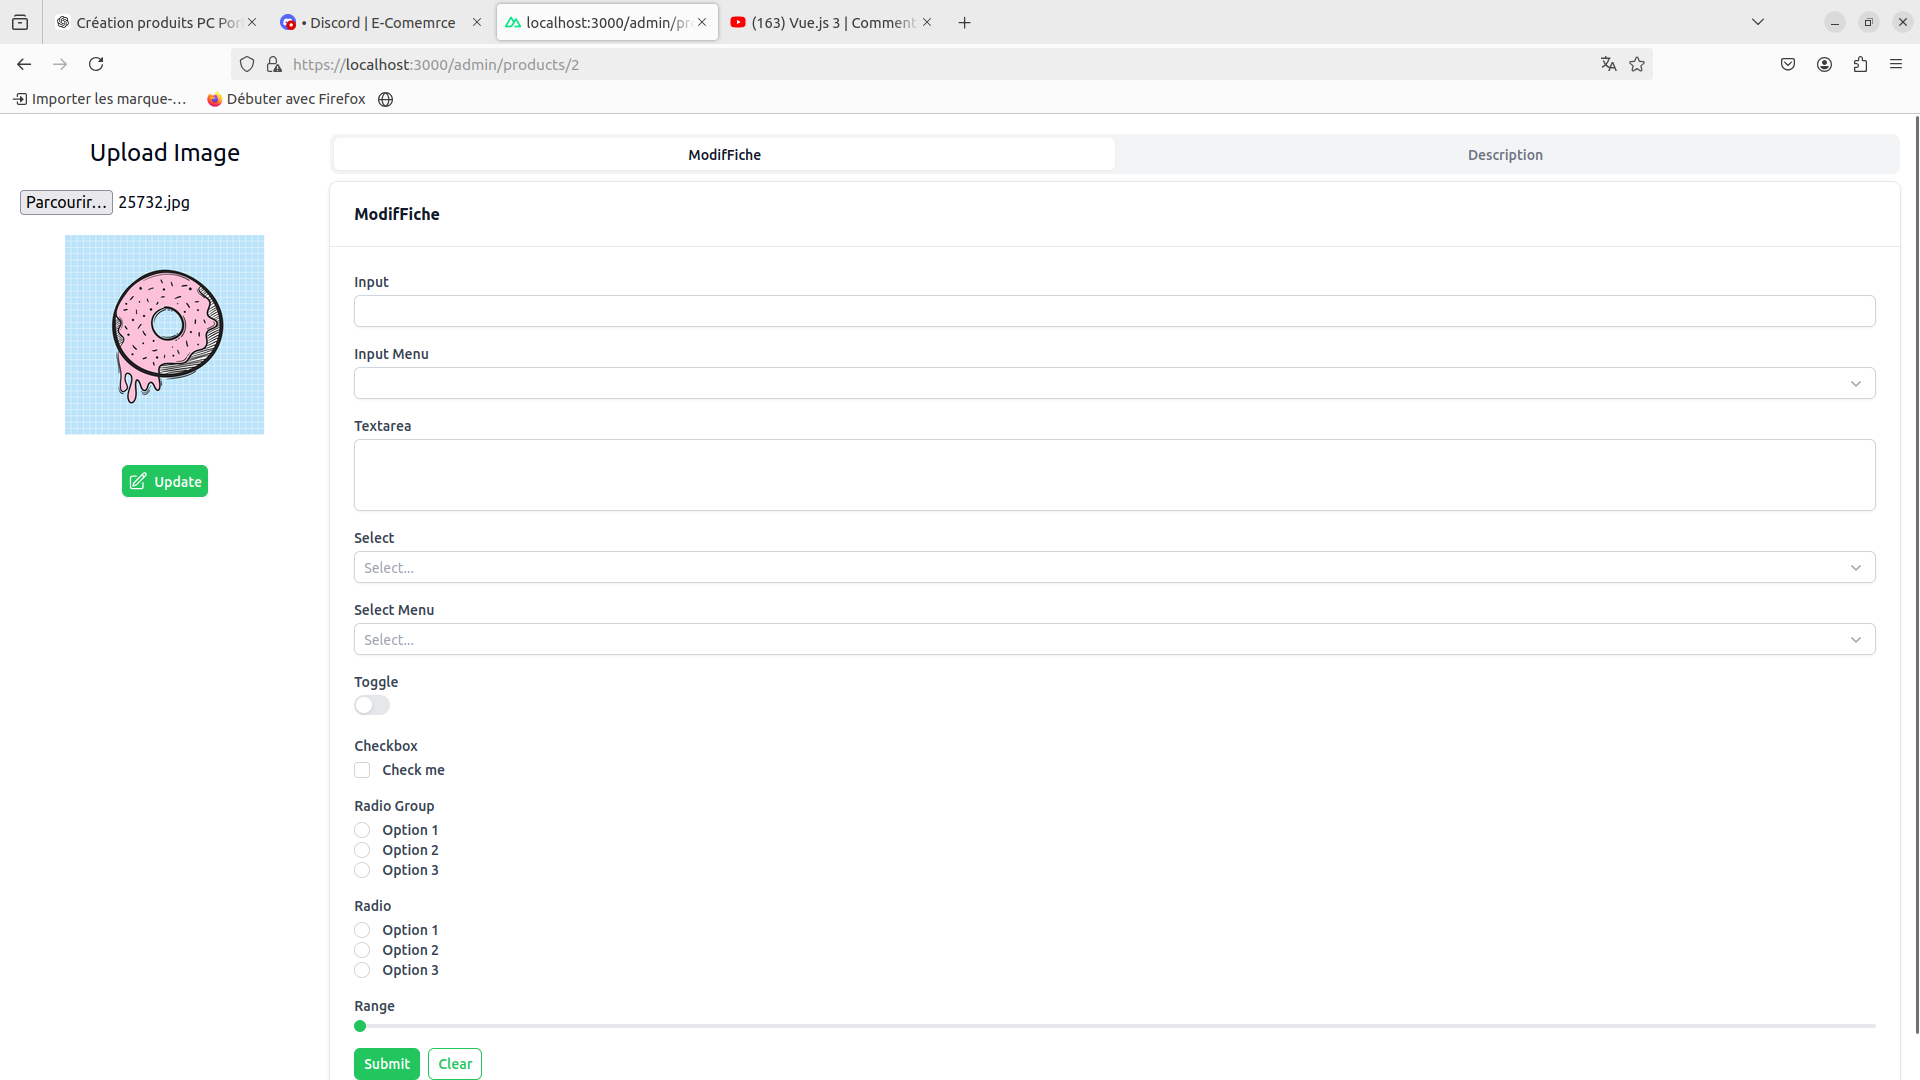 Création produits PC Por
• Discord | E-Comemrce
localhost:3000/admin/pr
(163) Vue.js 3 | Comment
https://localhost:3000/admin/products/2
Importer les marque-…
Débuter avec Firefox
Upload Image
Parcourir…
25732.jpg
Update
ModifFiche
Description
ModifFiche
Input
Input Menu
Textarea
Select
Select...
Select Menu
Select...
Toggle
Checkbox
Check me
Radio Group
Option 1
Option 2
Option 3
Radio
Option 1
Option 2
Option 3
Range
Submit
Clear